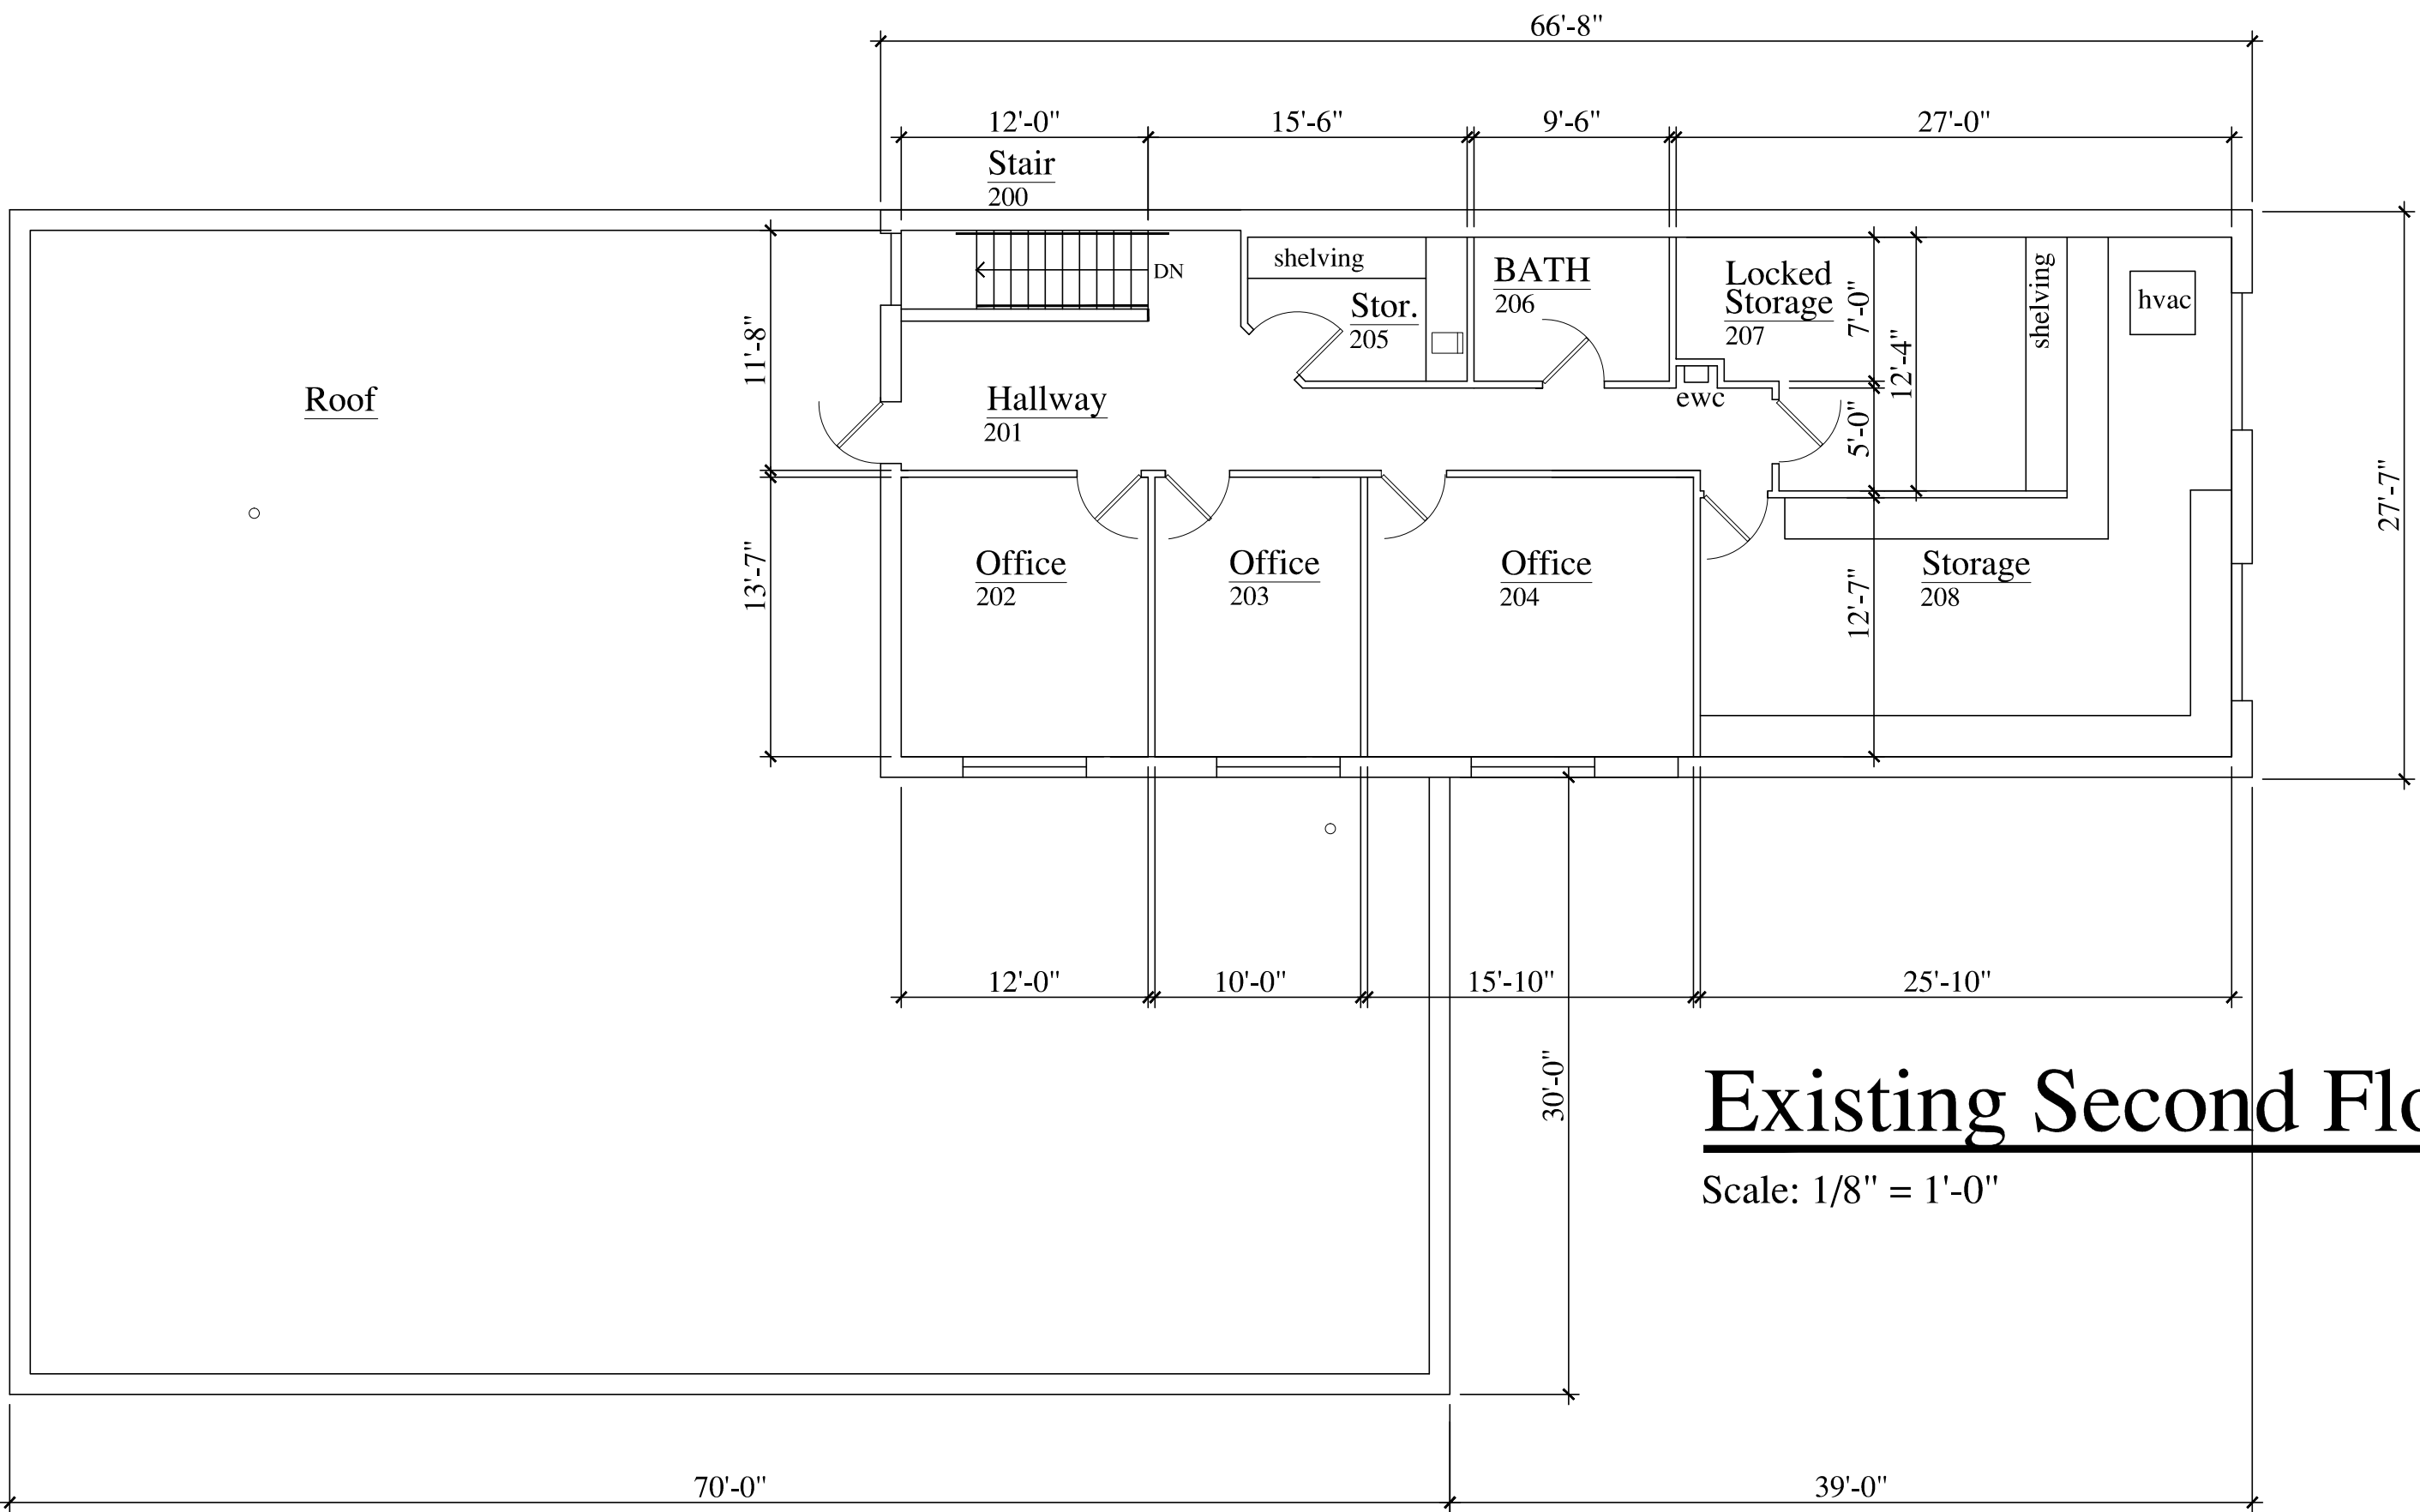 66'-8"
12'-0"
15'-6"
9'-6"
27'-0"
Stair
200
DN
shelving
Stor.
205
BATH
206
Locked
Storage
207
7'-0"
12'-4"
shelving
hvac
11'-8"
Roof
Hallway
201
ewc
5'-0"
27'-7"
13'-7"
Office
202
Office
203
Office
204
12'-7"
Storage
208
12'-0"
10'-0"
15'-10"
25'-10"
30'-0"
Existing Second Flo
Scale: 1/8" = 1'-0"
70'-0"
39'-0"